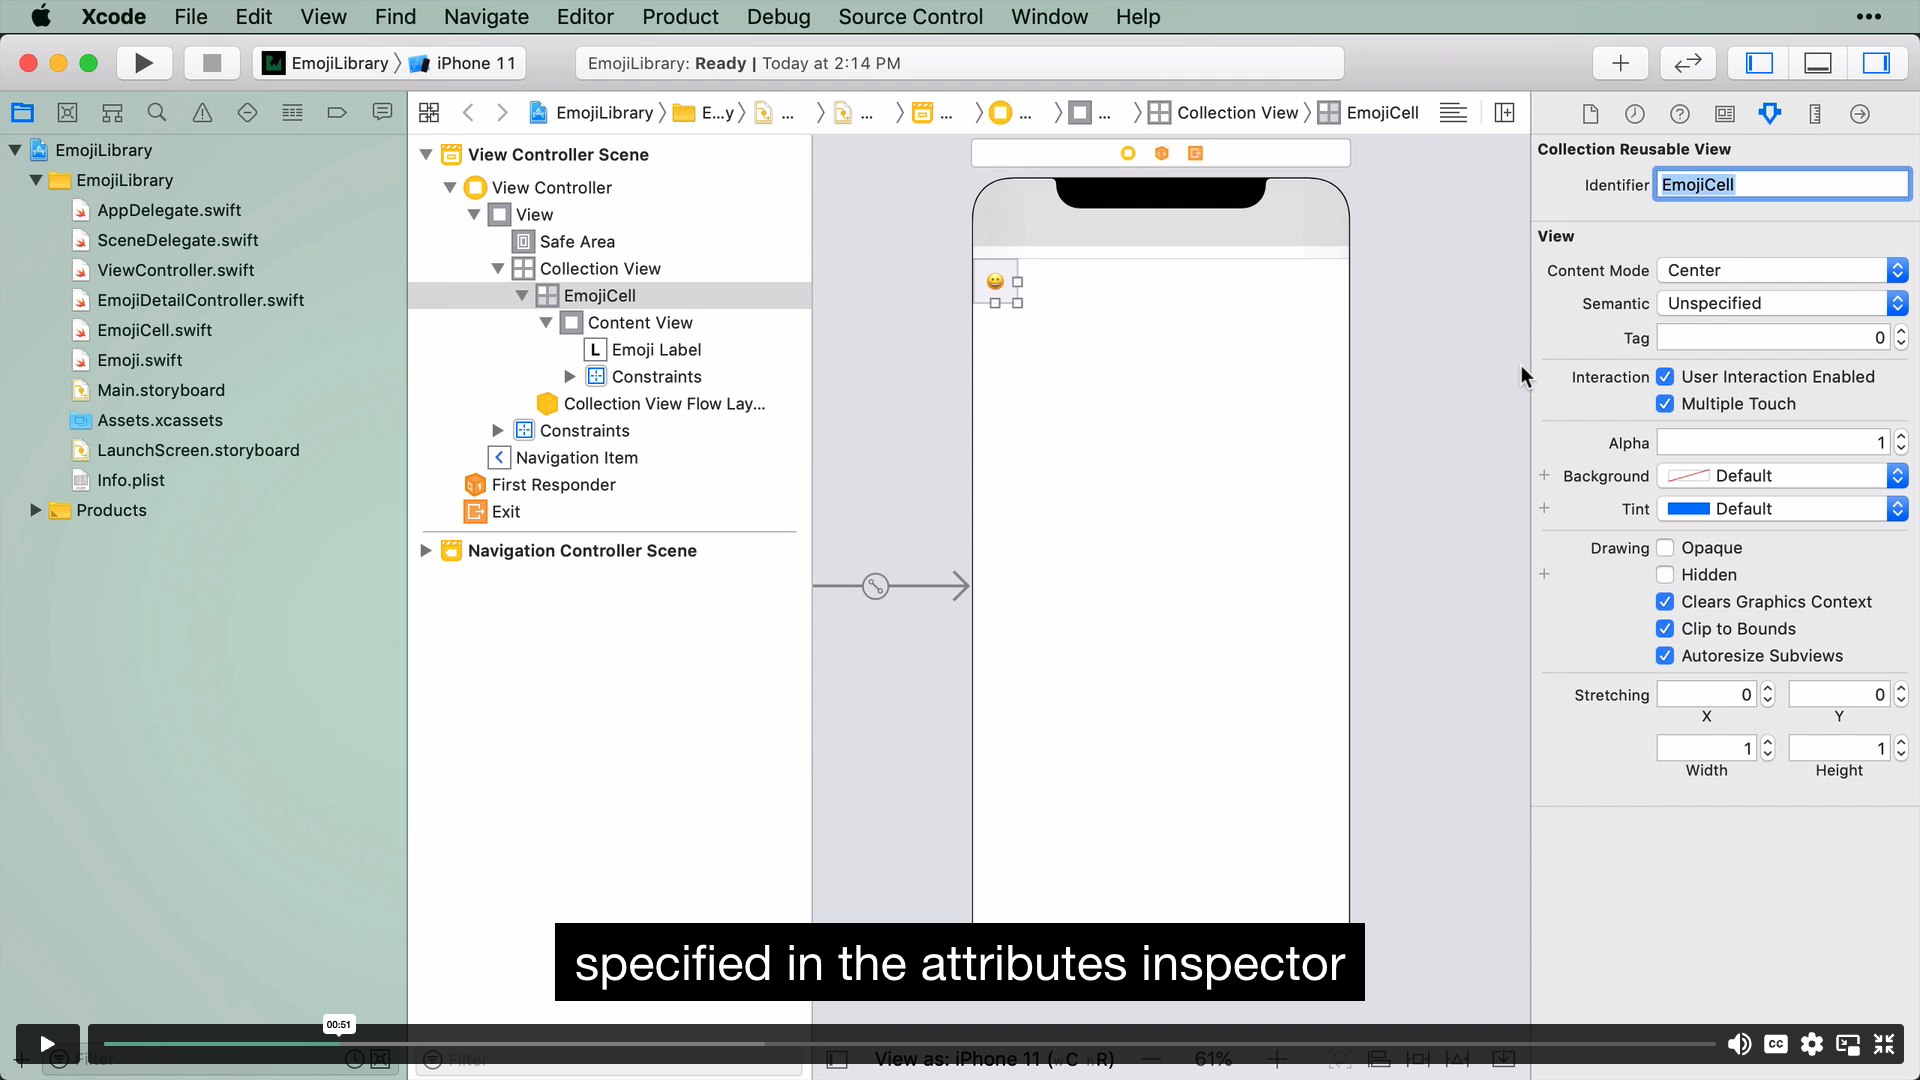 Xcode File Edit View Find Navigate Editor Product Debug Source Control Window Help •••
EmojiLibrary iPhone 11
EmojiLibrary: Ready | Today at 2:14 PM
EmojiLibrary
EmojiLibrary
AppDelegate.swift
SceneDelegate.swift
ViewController.swift
EmojiDetailController.swift
EmojiCell.swift
Emoji.swift
Main.storyboard
Assets.xcassets
LaunchScreen.storyboard
Info.plist
Products
Filter
EmojiLibrary E...y ... ... ... ... ... Collection View EmojiCell
View Controller Scene
View Controller
View
Safe Area
Collection View
EmojiCell
Content View
L Emoji Label
Constraints
Collection View Flow Lay...
Constraints
Navigation Item
First Responder
Exit
Navigation Controller Scene
Filter
View as: iPhone 11 (wC hR) — 61% +
Collection Reusable View
Identifier EmojiCell
View
Content Mode Center
Semantic Unspecified
Tag 0
Interaction User Interaction Enabled
Multiple Touch
Alpha 1
+ Background Default
+ Tint Default
Drawing Opaque
+ Hidden
Clears Graphics Context
Clip to Bounds
Autoresize Subviews
Stretching 0 0
X Y
1 1
Width Height
specified in the attributes inspector
00:51
CC